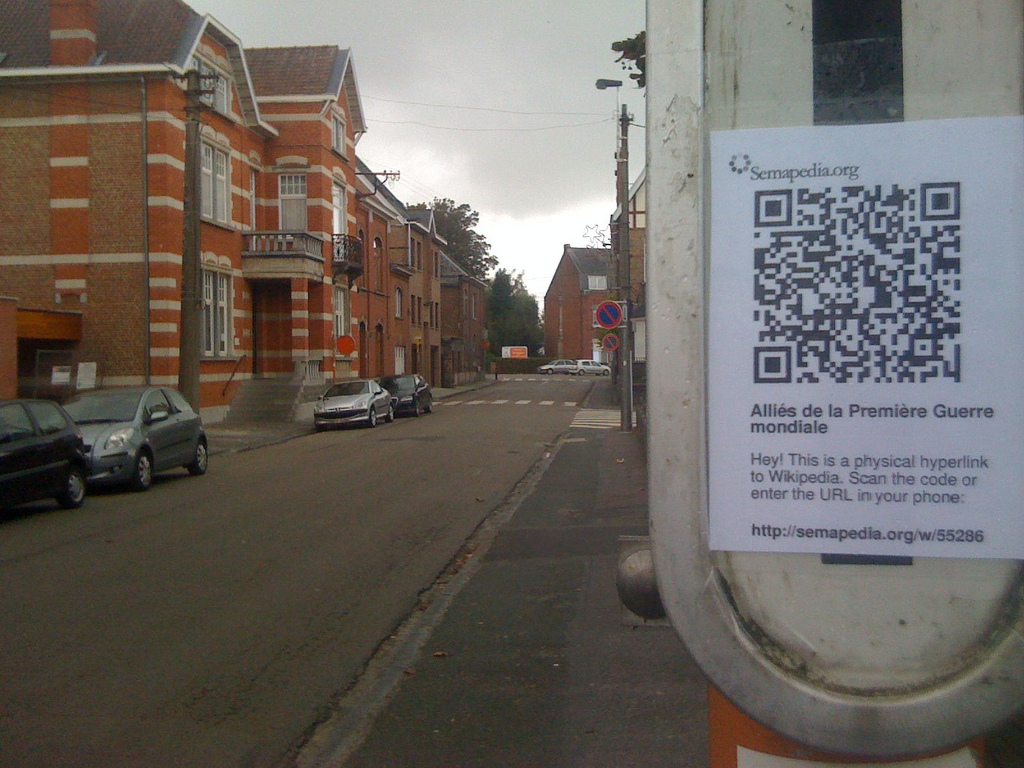 Semapedia.org
Alliés de la Première Guerre
mondiale
Hey! This is a physical hyperlink
to Wikipedia. Scan the code or
enter the URL in your phone:
http://semapedia.org/w/55286